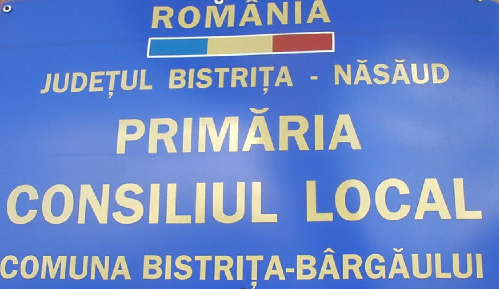 ROMÂNIA
JUDEȚUL BISTRIȚA - NĂSĂUD
PRIMĂRIA
CONSILIUL LOCAL
COMUNA BISTRIȚA-BÂRGĂULUI